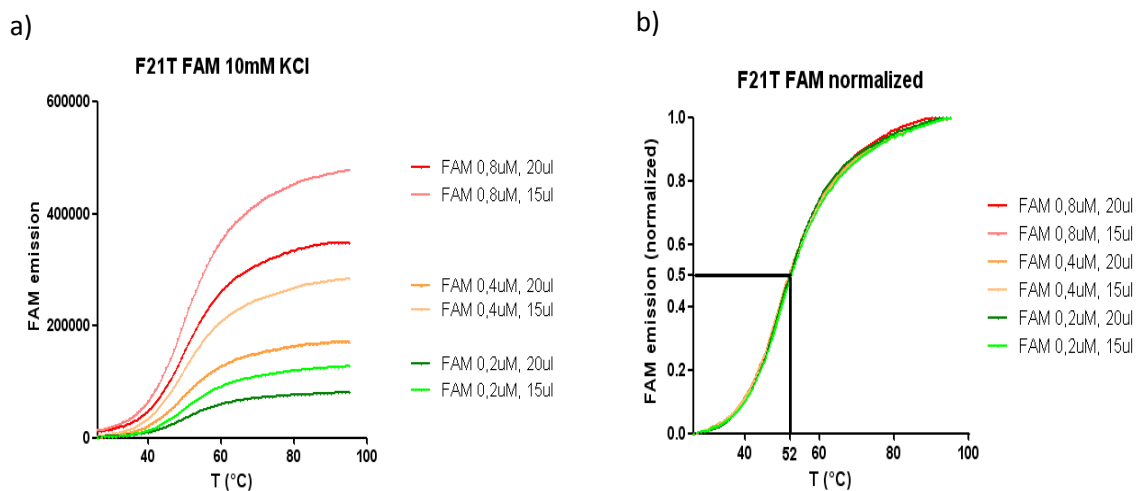 a)
F21T FAM 10mM KCl
600000
400000
200000
0
FAM emission
40
60
80
100
T (°C)
FAM 0,8uM, 20ul
FAM 0,8uM, 15ul
FAM 0,4uM, 20ul
FAM 0,4uM, 15ul
FAM 0,2uM, 20ul
FAM 0,2uM, 15ul
b)
F21T FAM normalized
1.0
0.8
0.6
0.5
0.4
0.2
0.0
FAM emission (normalized)
40
52
60
80
100
T (°C)
FAM 0,8uM, 20ul
FAM 0,8uM, 15ul
FAM 0,4uM, 20ul
FAM 0,4uM, 15ul
FAM 0,2uM, 20ul
FAM 0,2uM, 15ul